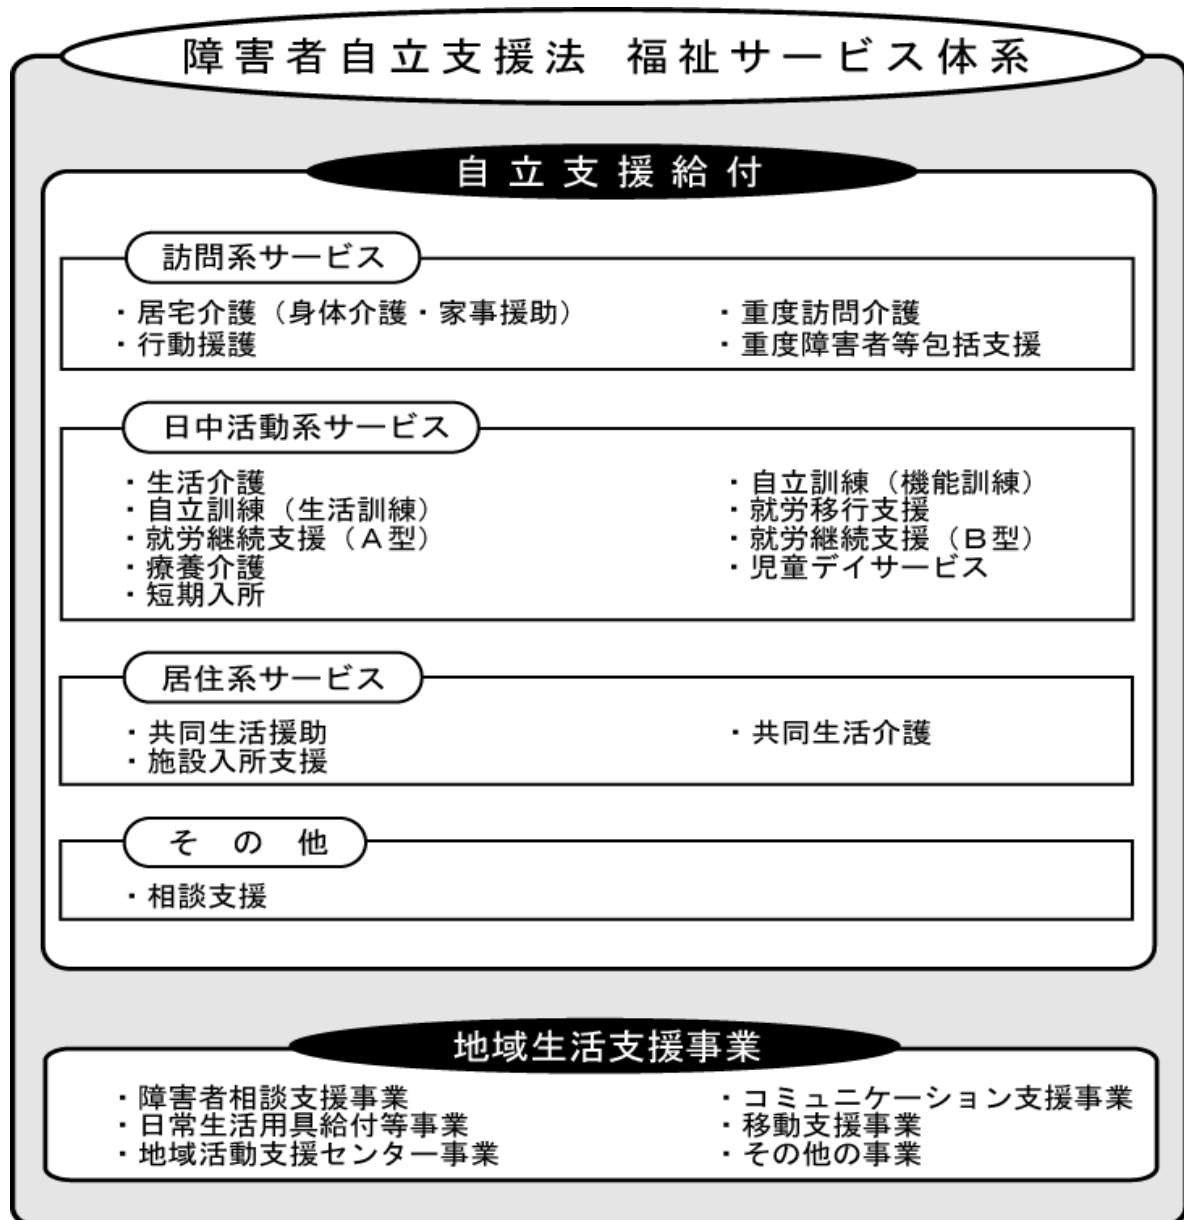 障害者自立支援法 福祉サービス体系
自立支援給付
訪問系サービス
・居宅介護（身体介護・家事援助）
・重度訪問介護
・行動援護
・重度障害者等包括支援
日中活動系サービス
・生活介護
・自立訓練（機能訓練）
・自立訓練（生活訓練）
・就労移行支援
・就労継続支援（Ａ型）
・就労継続支援（Ｂ型）
・療養介護
・児童デイサービス
・短期入所
居住系サービス
・共同生活援助
・共同生活介護
・施設入所支援
その他
・相談支援
地域生活支援事業
・障害者相談支援事業
・コミュニケーション支援事業
・日常生活用具給付等事業
・移動支援事業
・地域活動支援センター事業
・その他の事業